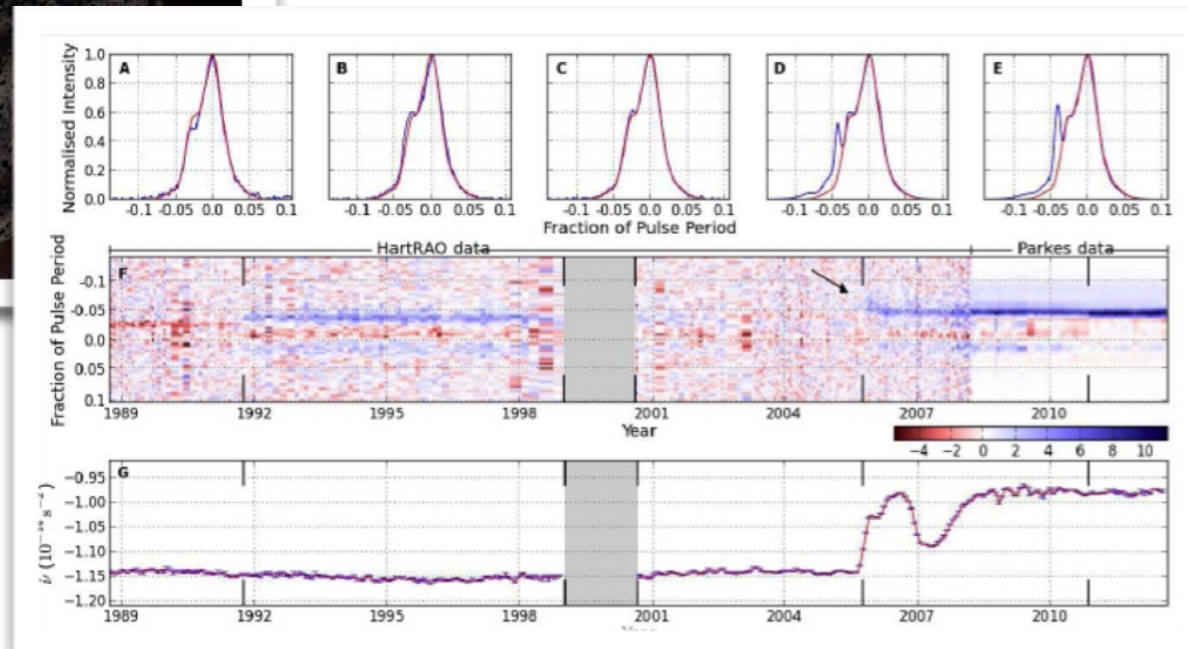 A B C D E
1.0
0.8
0.6
0.4
0.2
0.0
Normalised Intensity
-0.1 -0.05 0.0 0.05 0.1 -0.1 -0.05 0.0 0.05 0.1 -0.1 -0.05 0.0 0.05 0.1 -0.1 -0.05 0.0 0.05 0.1 -0.1 -0.05 0.0 0.05 0.1
Fraction of Pulse Period
HartRAO data Parkes data
F
-0.1
-0.05
0.0
0.05
0.1
Fraction of Pulse Period
1989 1992 1995 1998 2001 2004 2007 2010
Year
−4 −2 0 2 4 6 8 10
G
−0.95
−1.00
−1.05
−1.10
−1.15
−1.20
1989 1992 1995 1998 2001 2004 2007 2010